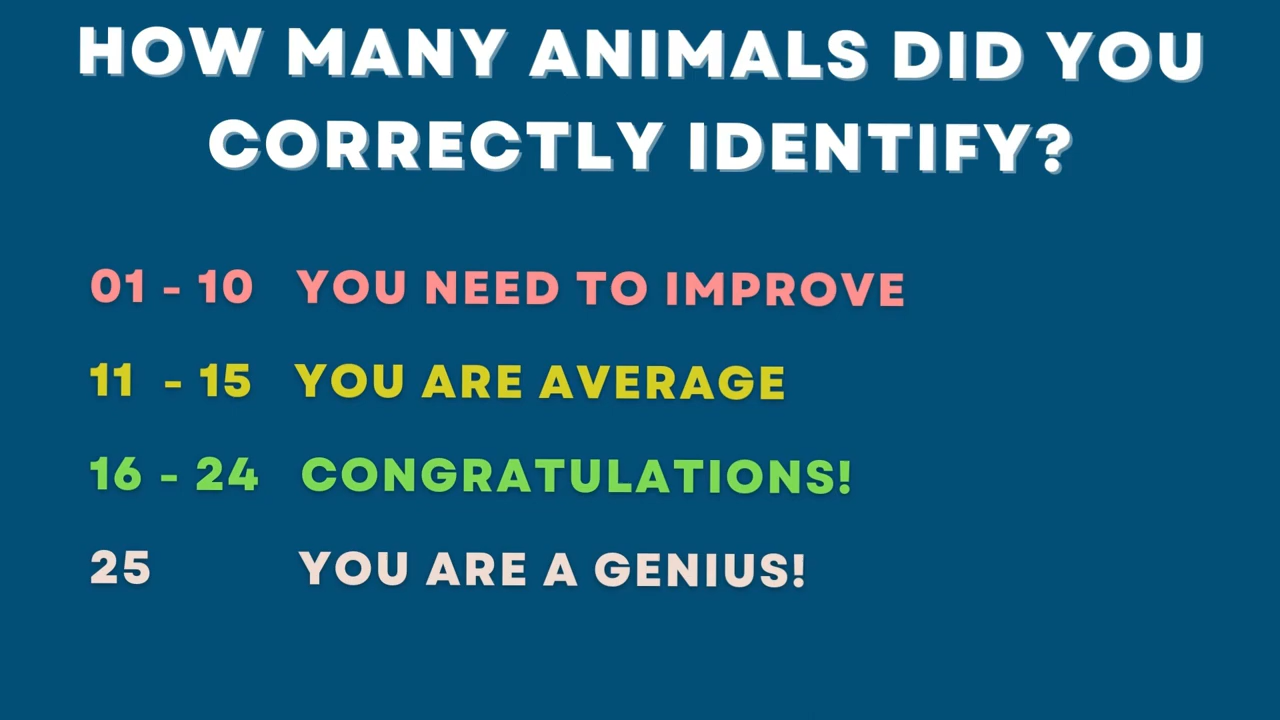 HOW MANY ANIMALS DID YOU
CORRECTLY IDENTIFY?
01 - 10 YOU NEED TO IMPROVE
11 - 15 YOU ARE AVERAGE
16 - 24 CONGRATULATIONS!
25 YOU ARE A GENIUS!